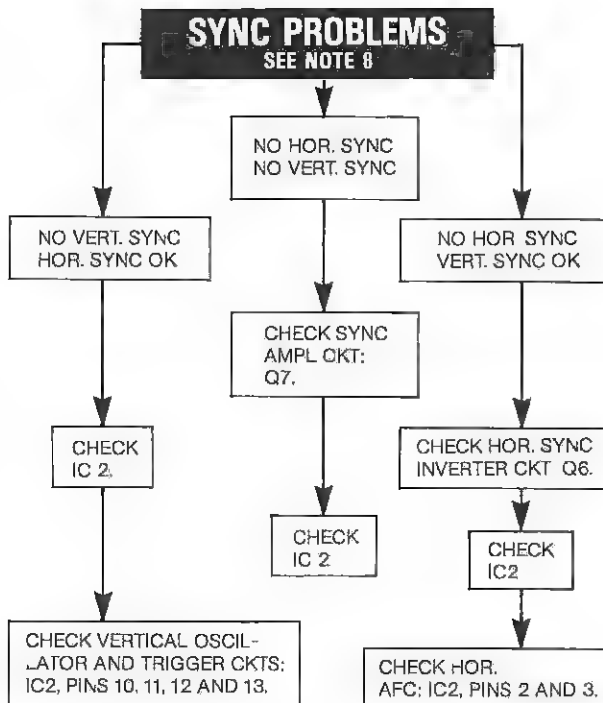 SYNC PROBLEMS
SEE NOTE 8
NO HOR. SYNC
NO VERT. SYNC
NO VERT. SYNC
HOR. SYNC OK
NO HOR SYNC
VERT. SYNC OK
CHECK SYNC
AMPL CKT:
Q7.
CHECK
IC 2.
CHECK HOR. SYNC
INVERTER CKT Q6.
CHECK
IC 2
CHECK
IC2
CHECK VERTICAL OSCIL-
LATOR AND TRIGGER CKTS:
IC2, PINS 10, 11, 12 AND 13.
CHECK HOR.
AFC: IC2, PINS 2 AND 3.